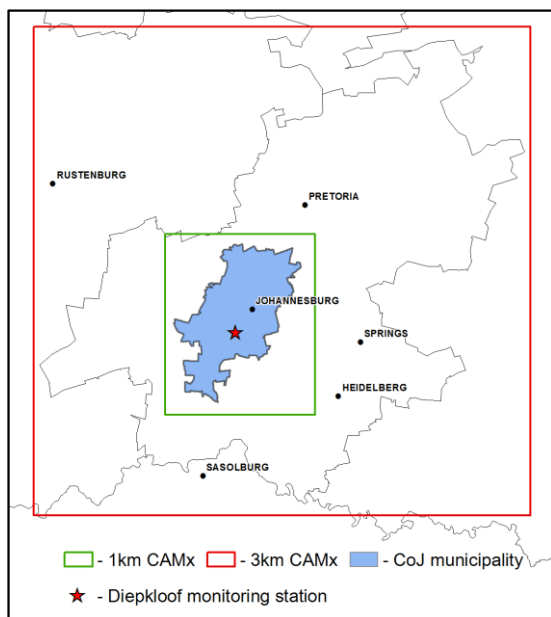 RUSTENBURG
PRETORIA
JOHANNESBURG
SPRINGS
HEIDELBERG
SASOLBURG
- 1km CAMx - 3km CAMx - CoJ municipality
- Diepkloof monitoring station